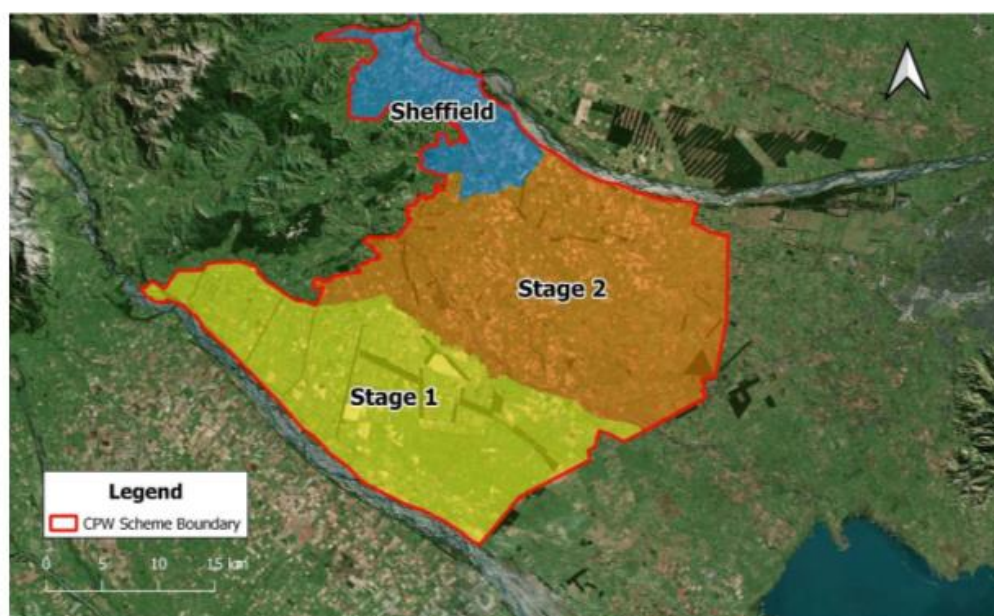 Sheffield
Stage 2
Stage 1
Legend
CPW Scheme Boundary
0 5 10 15 km